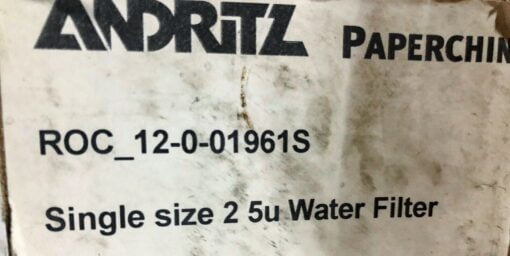 ANDRITZ PAPERCHIN
ROC_12-0-01961S
Single size 2 5u Water Filter